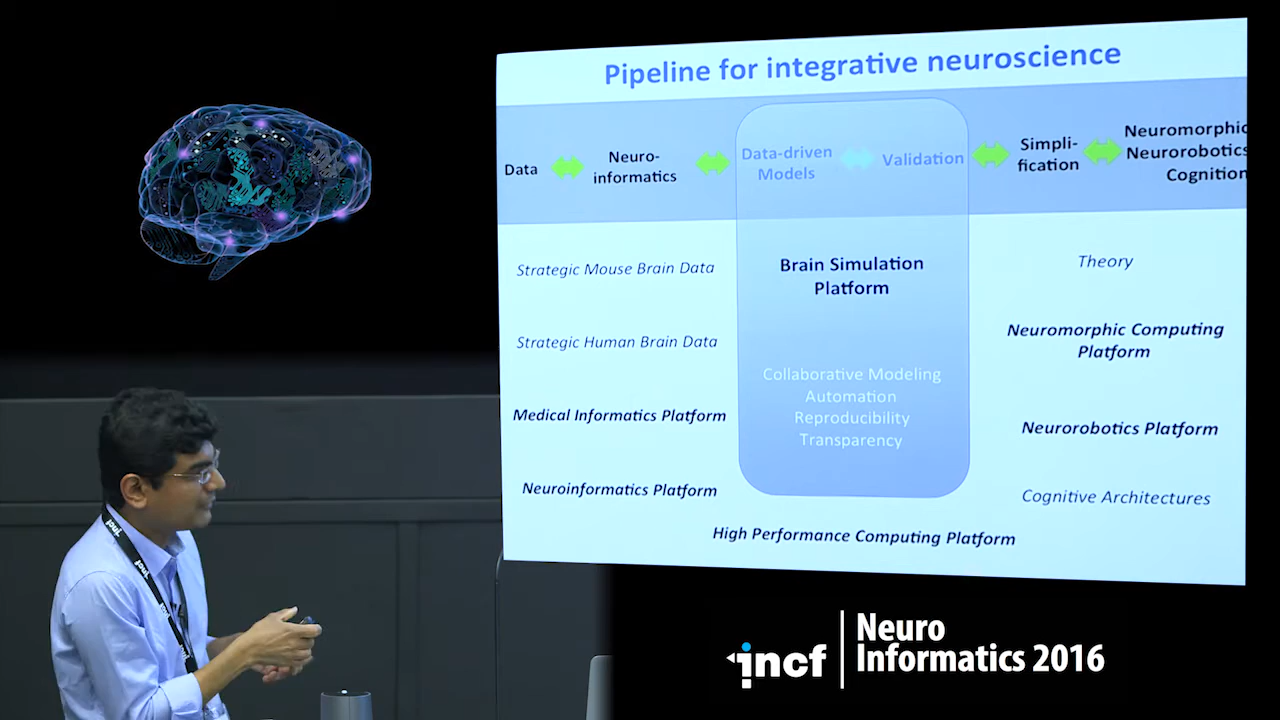 Pipeline for integrative neuroscience
Data
Neuro-
informatics
Data-driven
Models
Validation
Simpli-
fication
Neuromorphic
Neurorobotics
Cognition
Strategic Mouse Brain Data
Strategic Human Brain Data
Medical Informatics Platform
Neuroinformatics Platform
Brain Simulation
Platform
Collaborative Modeling
Automation
Reproducibility
Transparency
Theory
Neuromorphic Computing
Platform
Neurorobotics Platform
Cognitive Architectures
High Performance Computing Platform
incf
incf
incf
Neuro
Informatics 2016